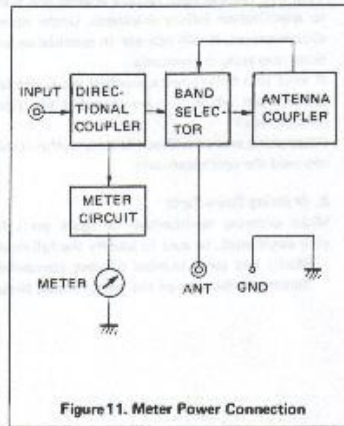 INPUT
DIREC-
TIONAL
COUPLER
BAND
SELEC-
TOR
ANTENNA
COUPLER
METER
CIRCUIT
METER
ANT
GND
Figure 11. Meter Power Connection